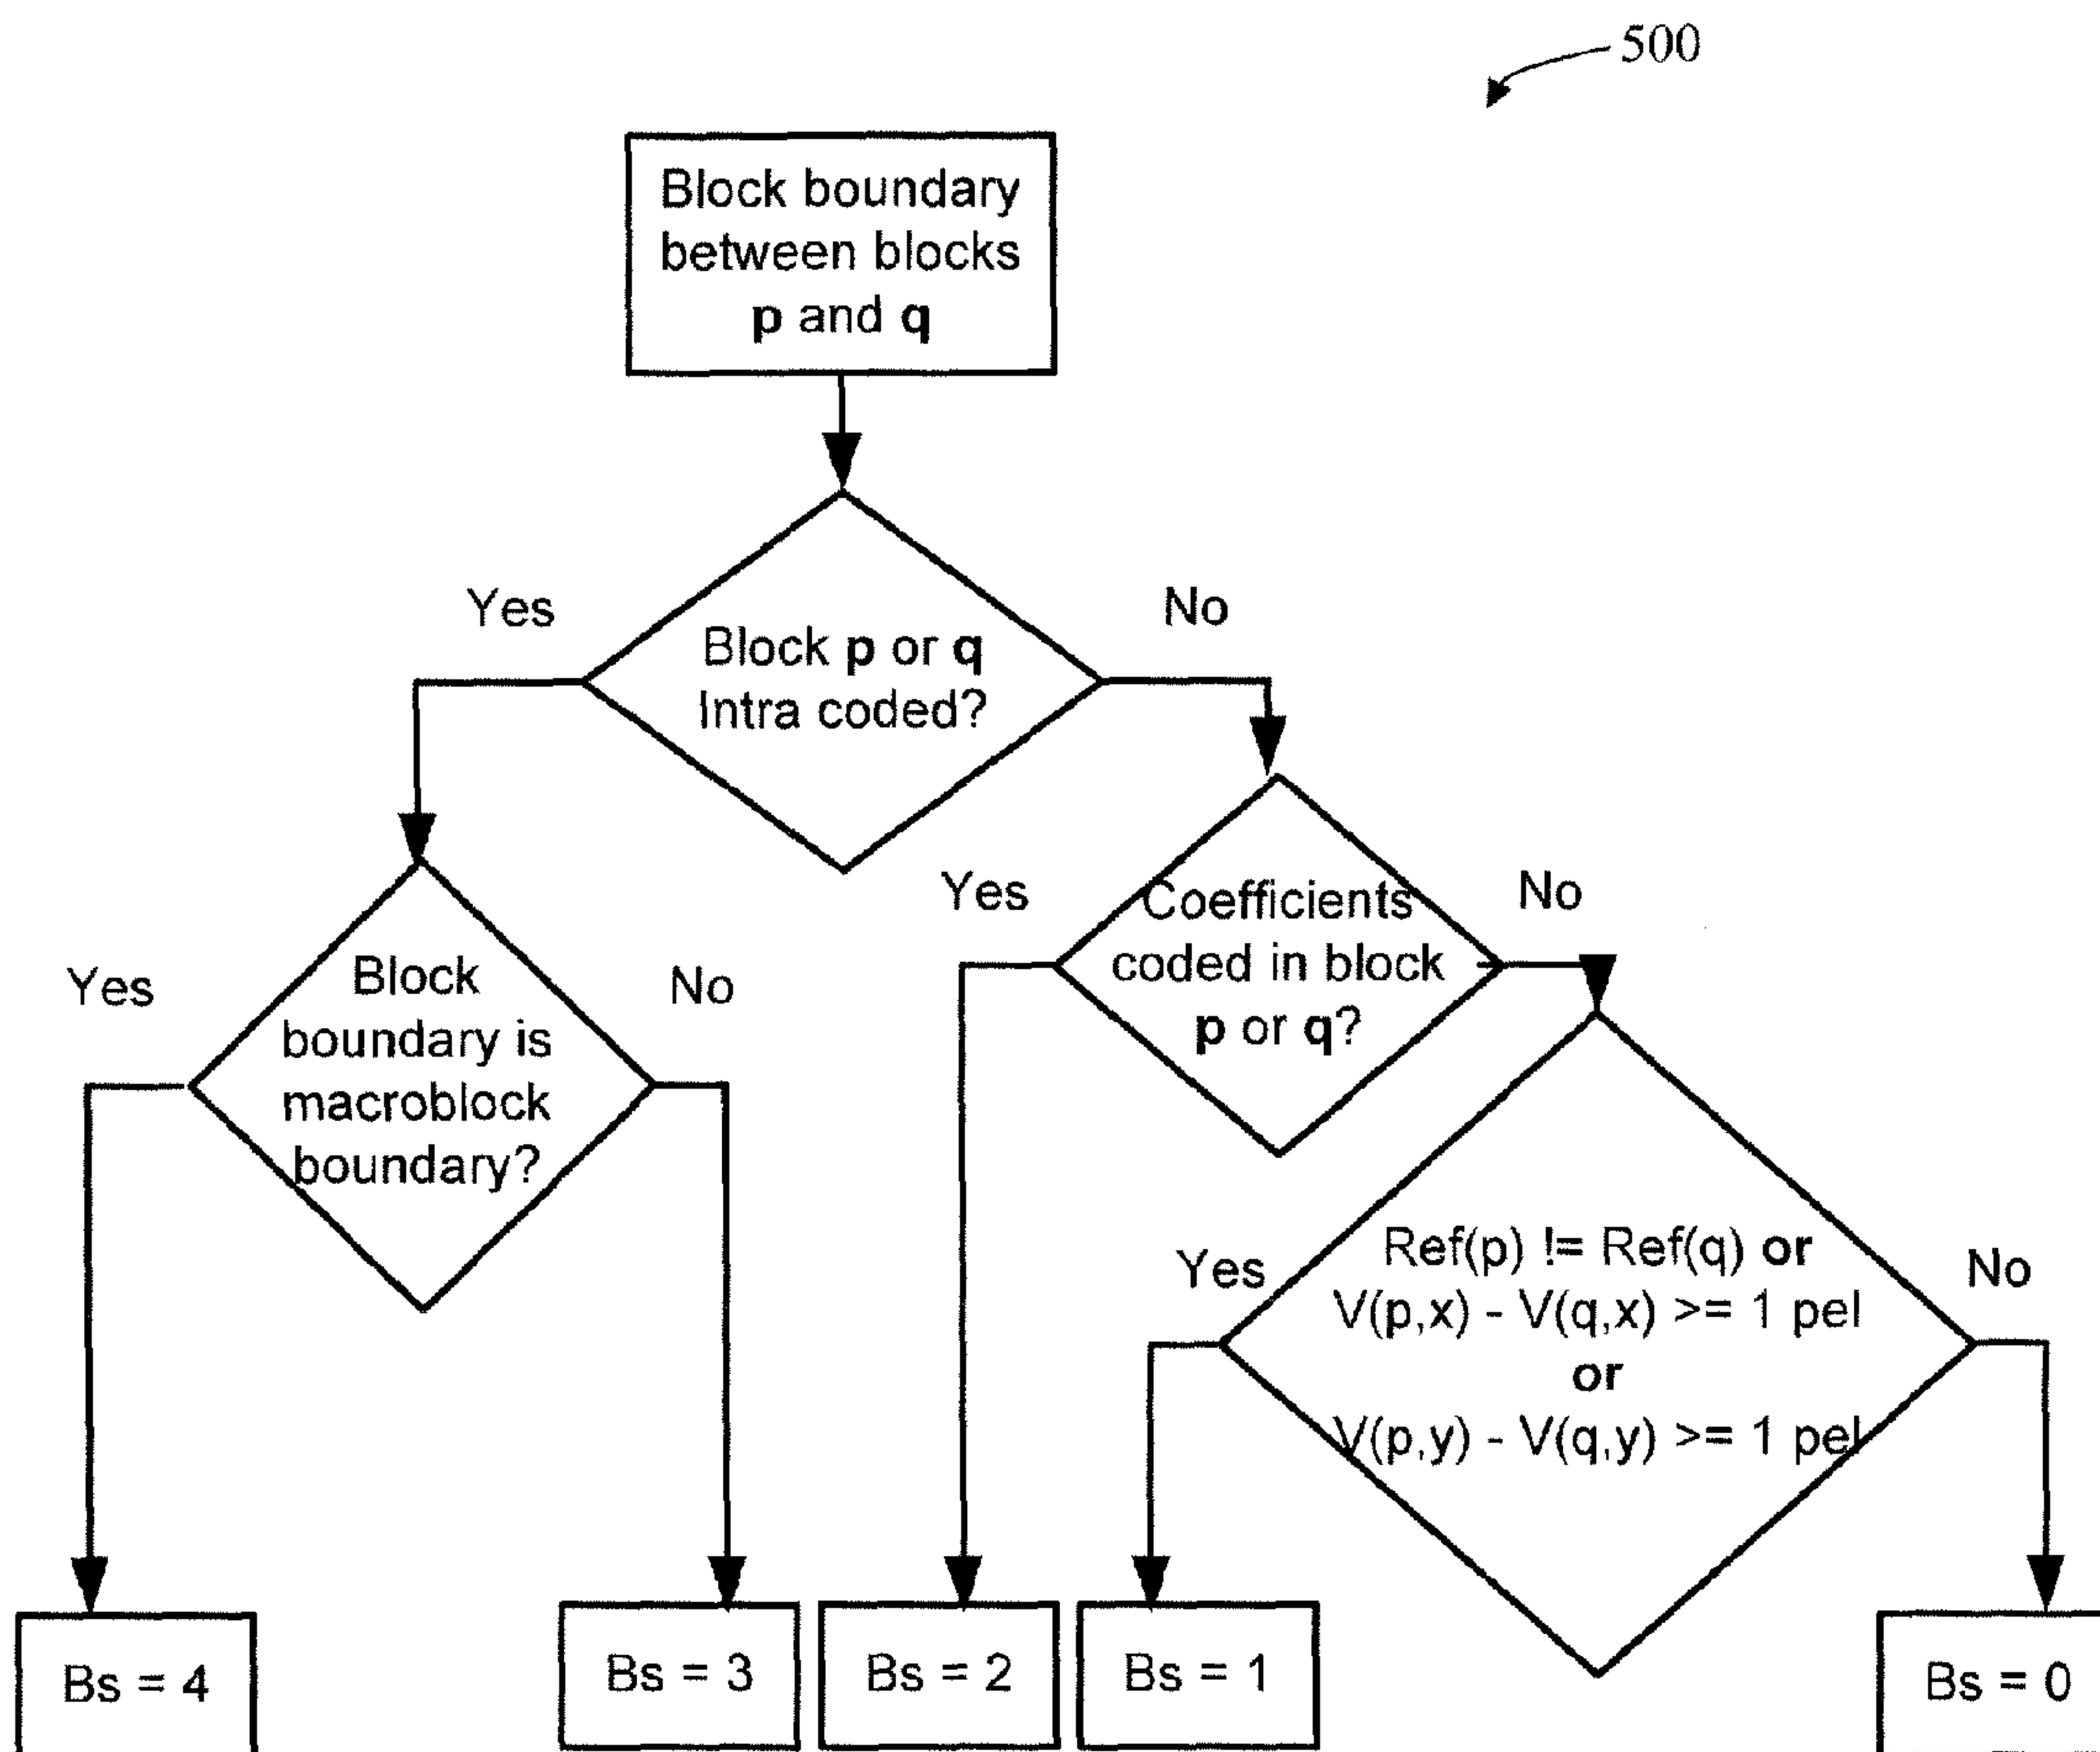 500
Block boundary
between blocks
p and q
Yes
No
Block p or q
Intra coded?
Yes
No
Coefficients
coded in block
p or q?
Yes
No
Block
boundary is
macroblock
boundary?
Yes
No
Ref(p) != Ref(q) or
V(p,x) - V(q,x) >= 1 pel
or
V(p,y) - V(q,y) >= 1 pel
Bs = 4
Bs = 3
Bs = 2
Bs = 1
Bs = 0